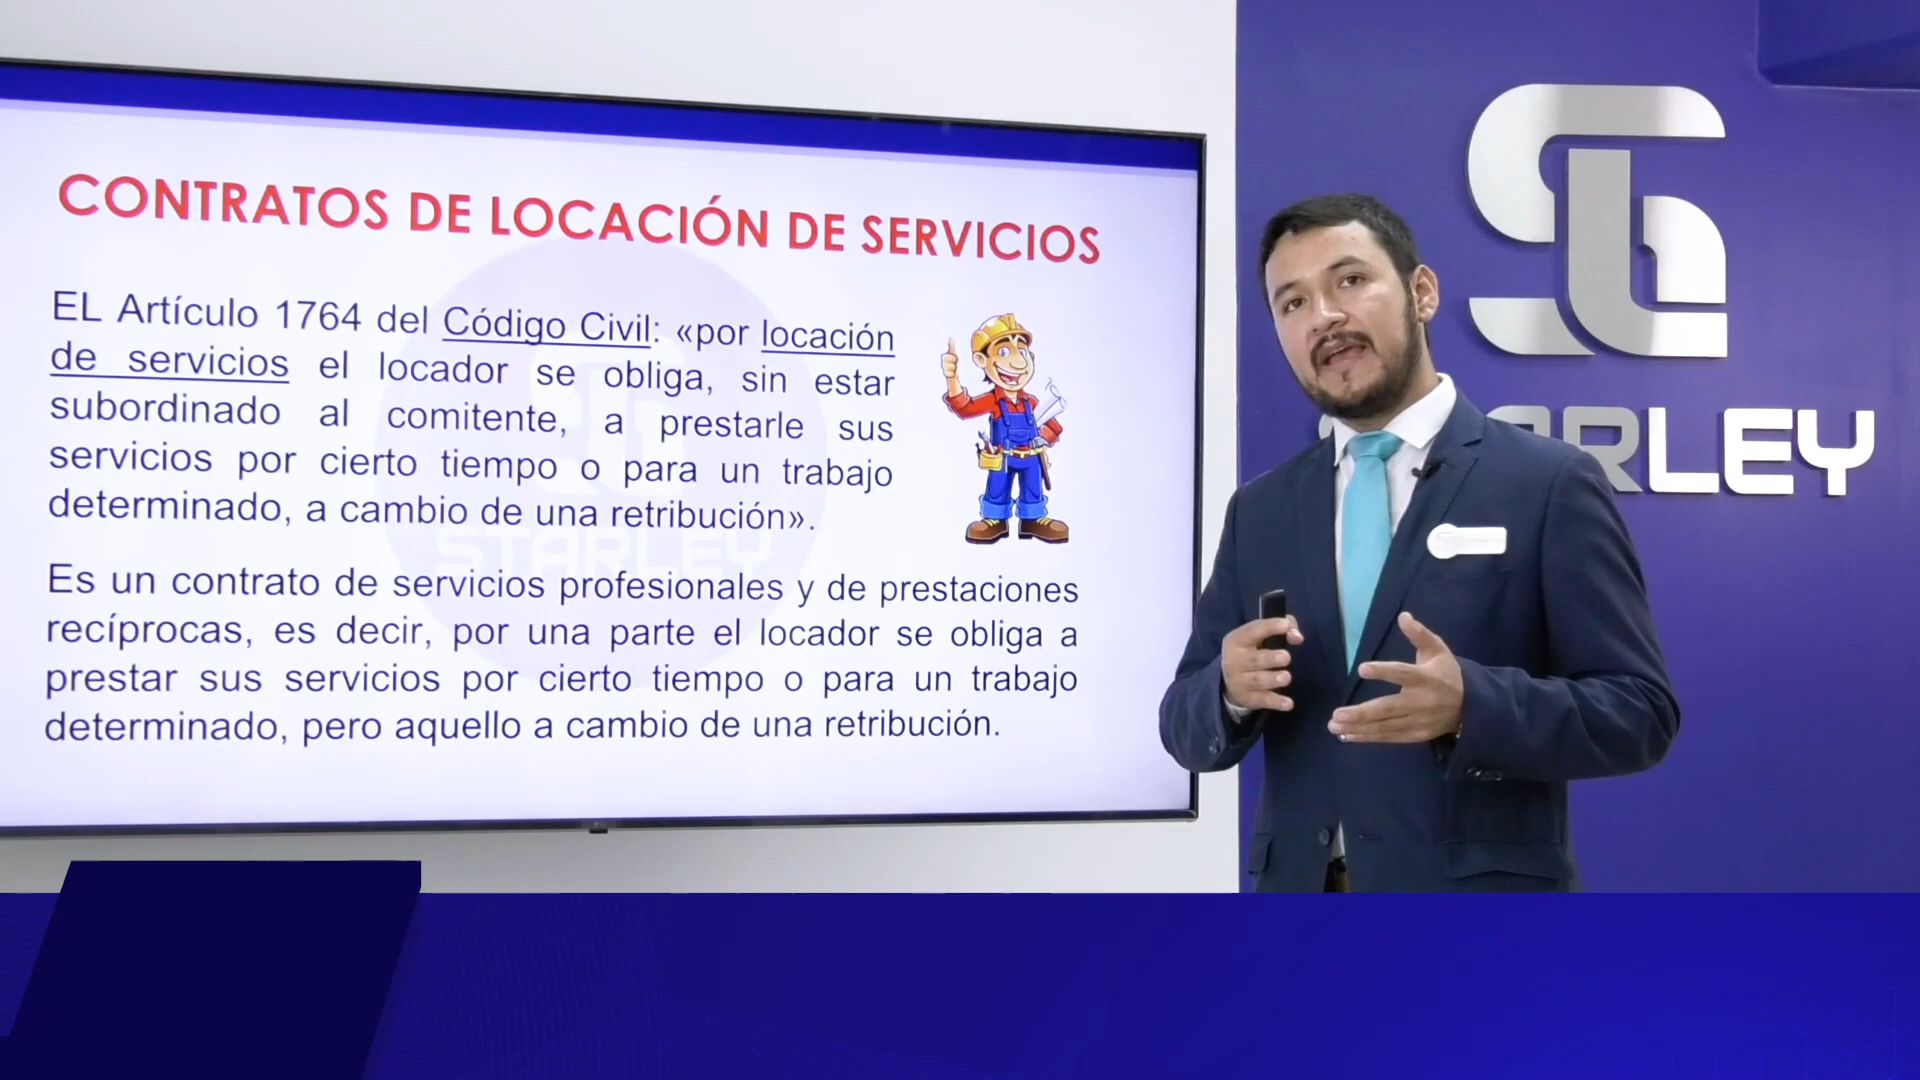 CONTRATOS DE LOCACIÓN DE SERVICIOS
EL Artículo 1764 del Código Civil: «por locación
de servicios el locador se obliga, sin estar
subordinado al comitente, a prestarle sus
servicios por cierto tiempo o para un trabajo
determinado, a cambio de una retribución».
Es un contrato de servicios profesionales y de prestaciones
recíprocas, es decir, por una parte el locador se obliga a
prestar sus servicios por cierto tiempo o para un trabajo
determinado, pero aquello a cambio de una retribución.
STARLEY
STARLEY